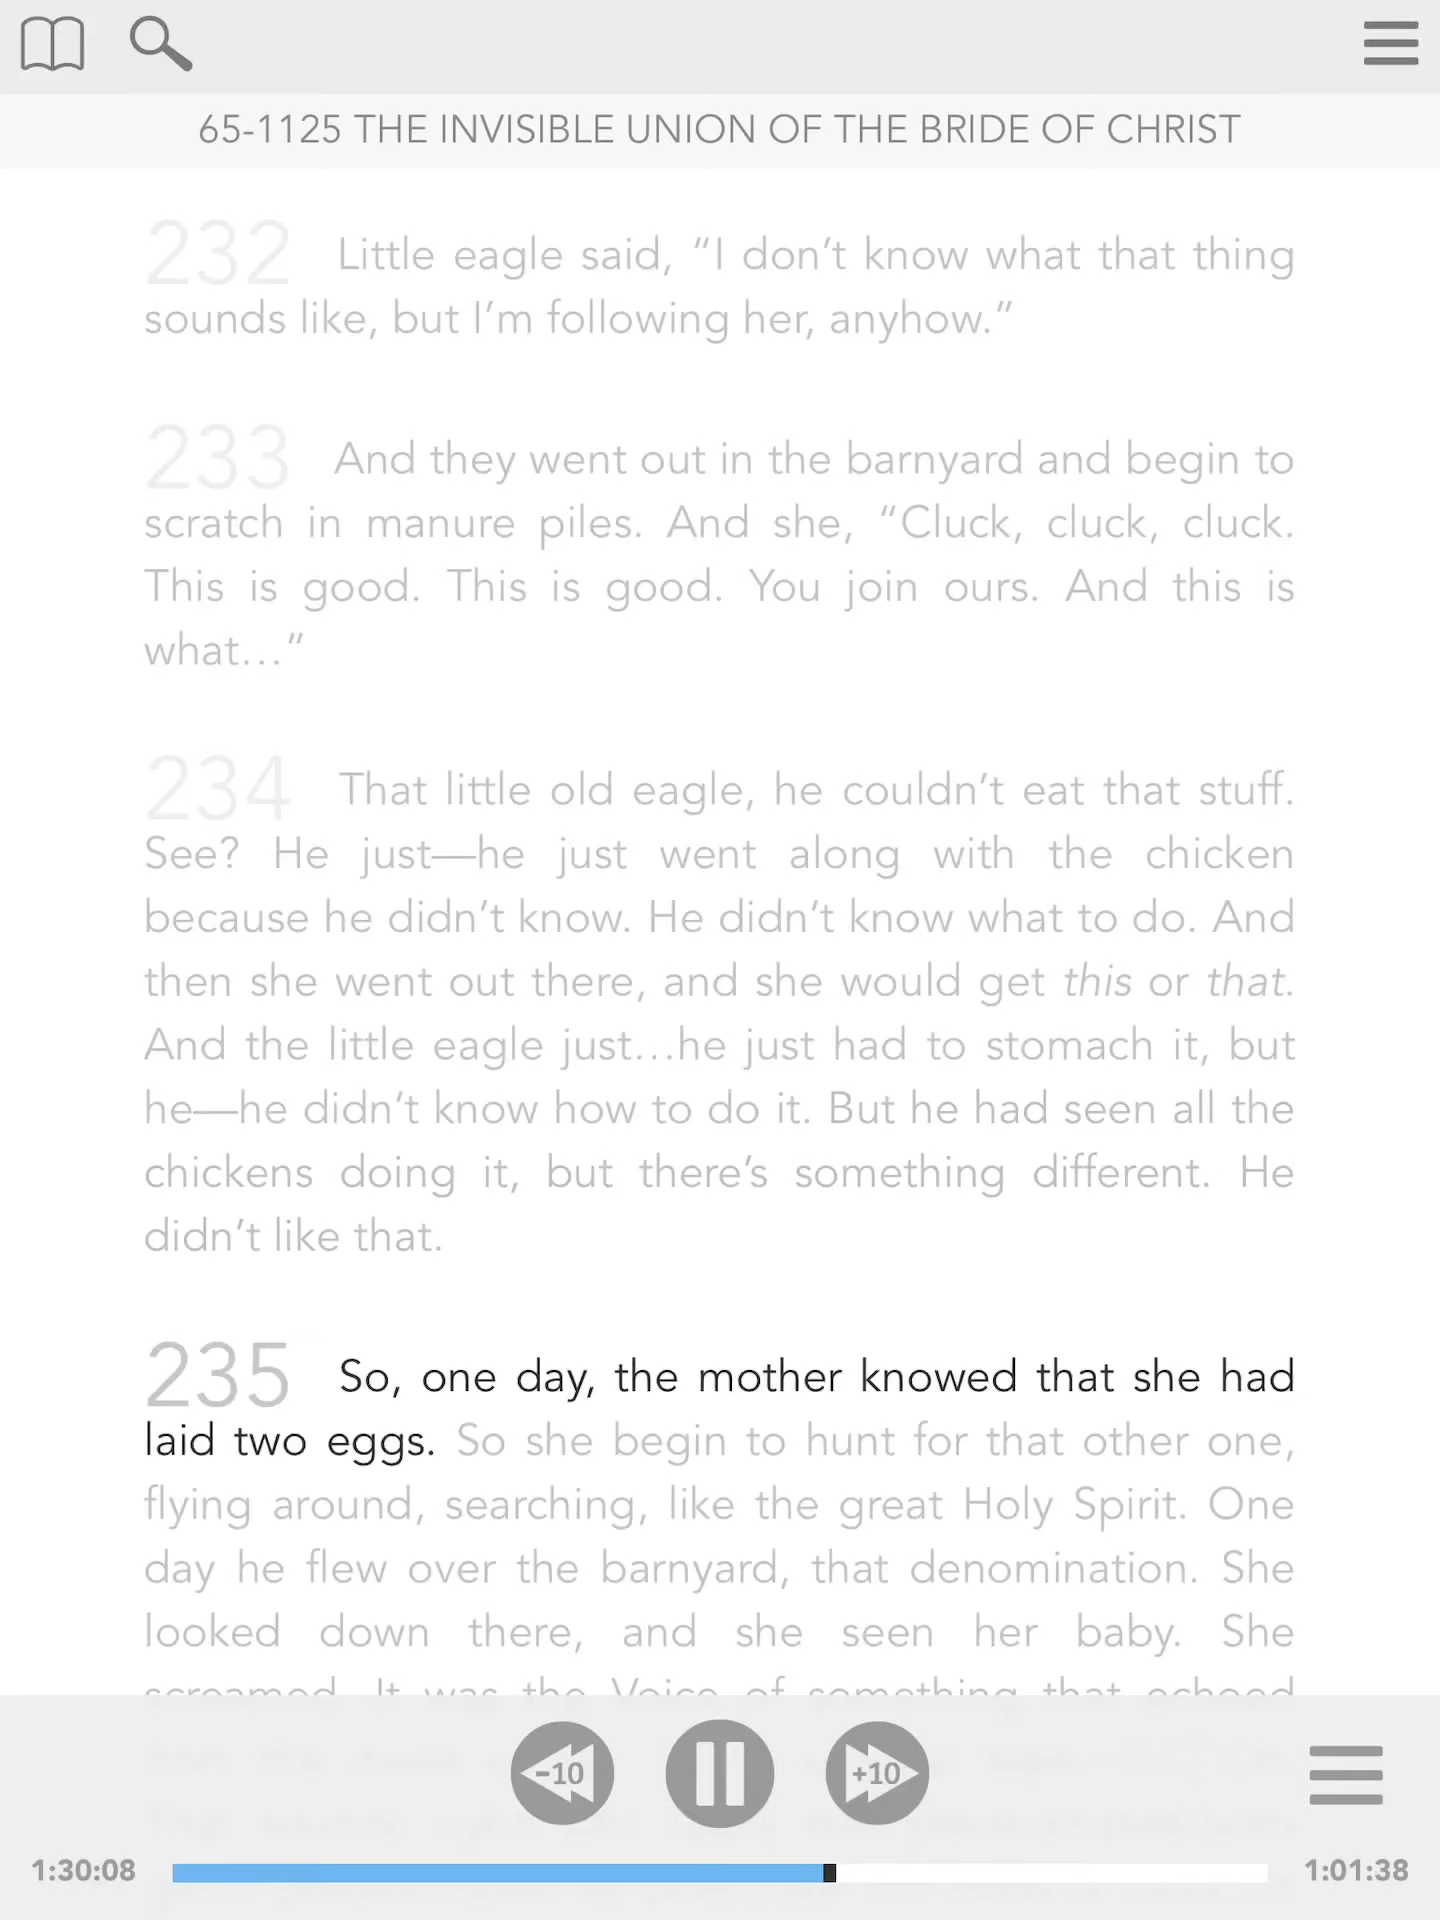 65-1125 THE INVISIBLE UNION OF THE BRIDE OF CHRIST
232 Little eagle said, “I don’t know what that thing
sounds like, but I’m following her, anyhow.”
233 And they went out in the barnyard and begin to
scratch in manure piles. And she, “Cluck, cluck, cluck.
This is good. This is good. You join ours. And this is
what…”
234 That little old eagle, he couldn’t eat that stuff.
See? He just—he just went along with the chicken
because he didn’t know. He didn’t know what to do. And
then she went out there, and she would get this or that.
And the little eagle just…he just had to stomach it, but
he—he didn’t know how to do it. But he had seen all the
chickens doing it, but there’s something different. He
didn’t like that.
235 So, one day, the mother knowed that she had
laid two eggs. So she begin to hunt for that other one,
flying around, searching, like the great Holy Spirit. One
day he flew over the barnyard, that denomination. She
looked down there, and she seen her baby. She
screamed. It was the Voice of something that echoed
-10 +10
1:30:08 1:01:38